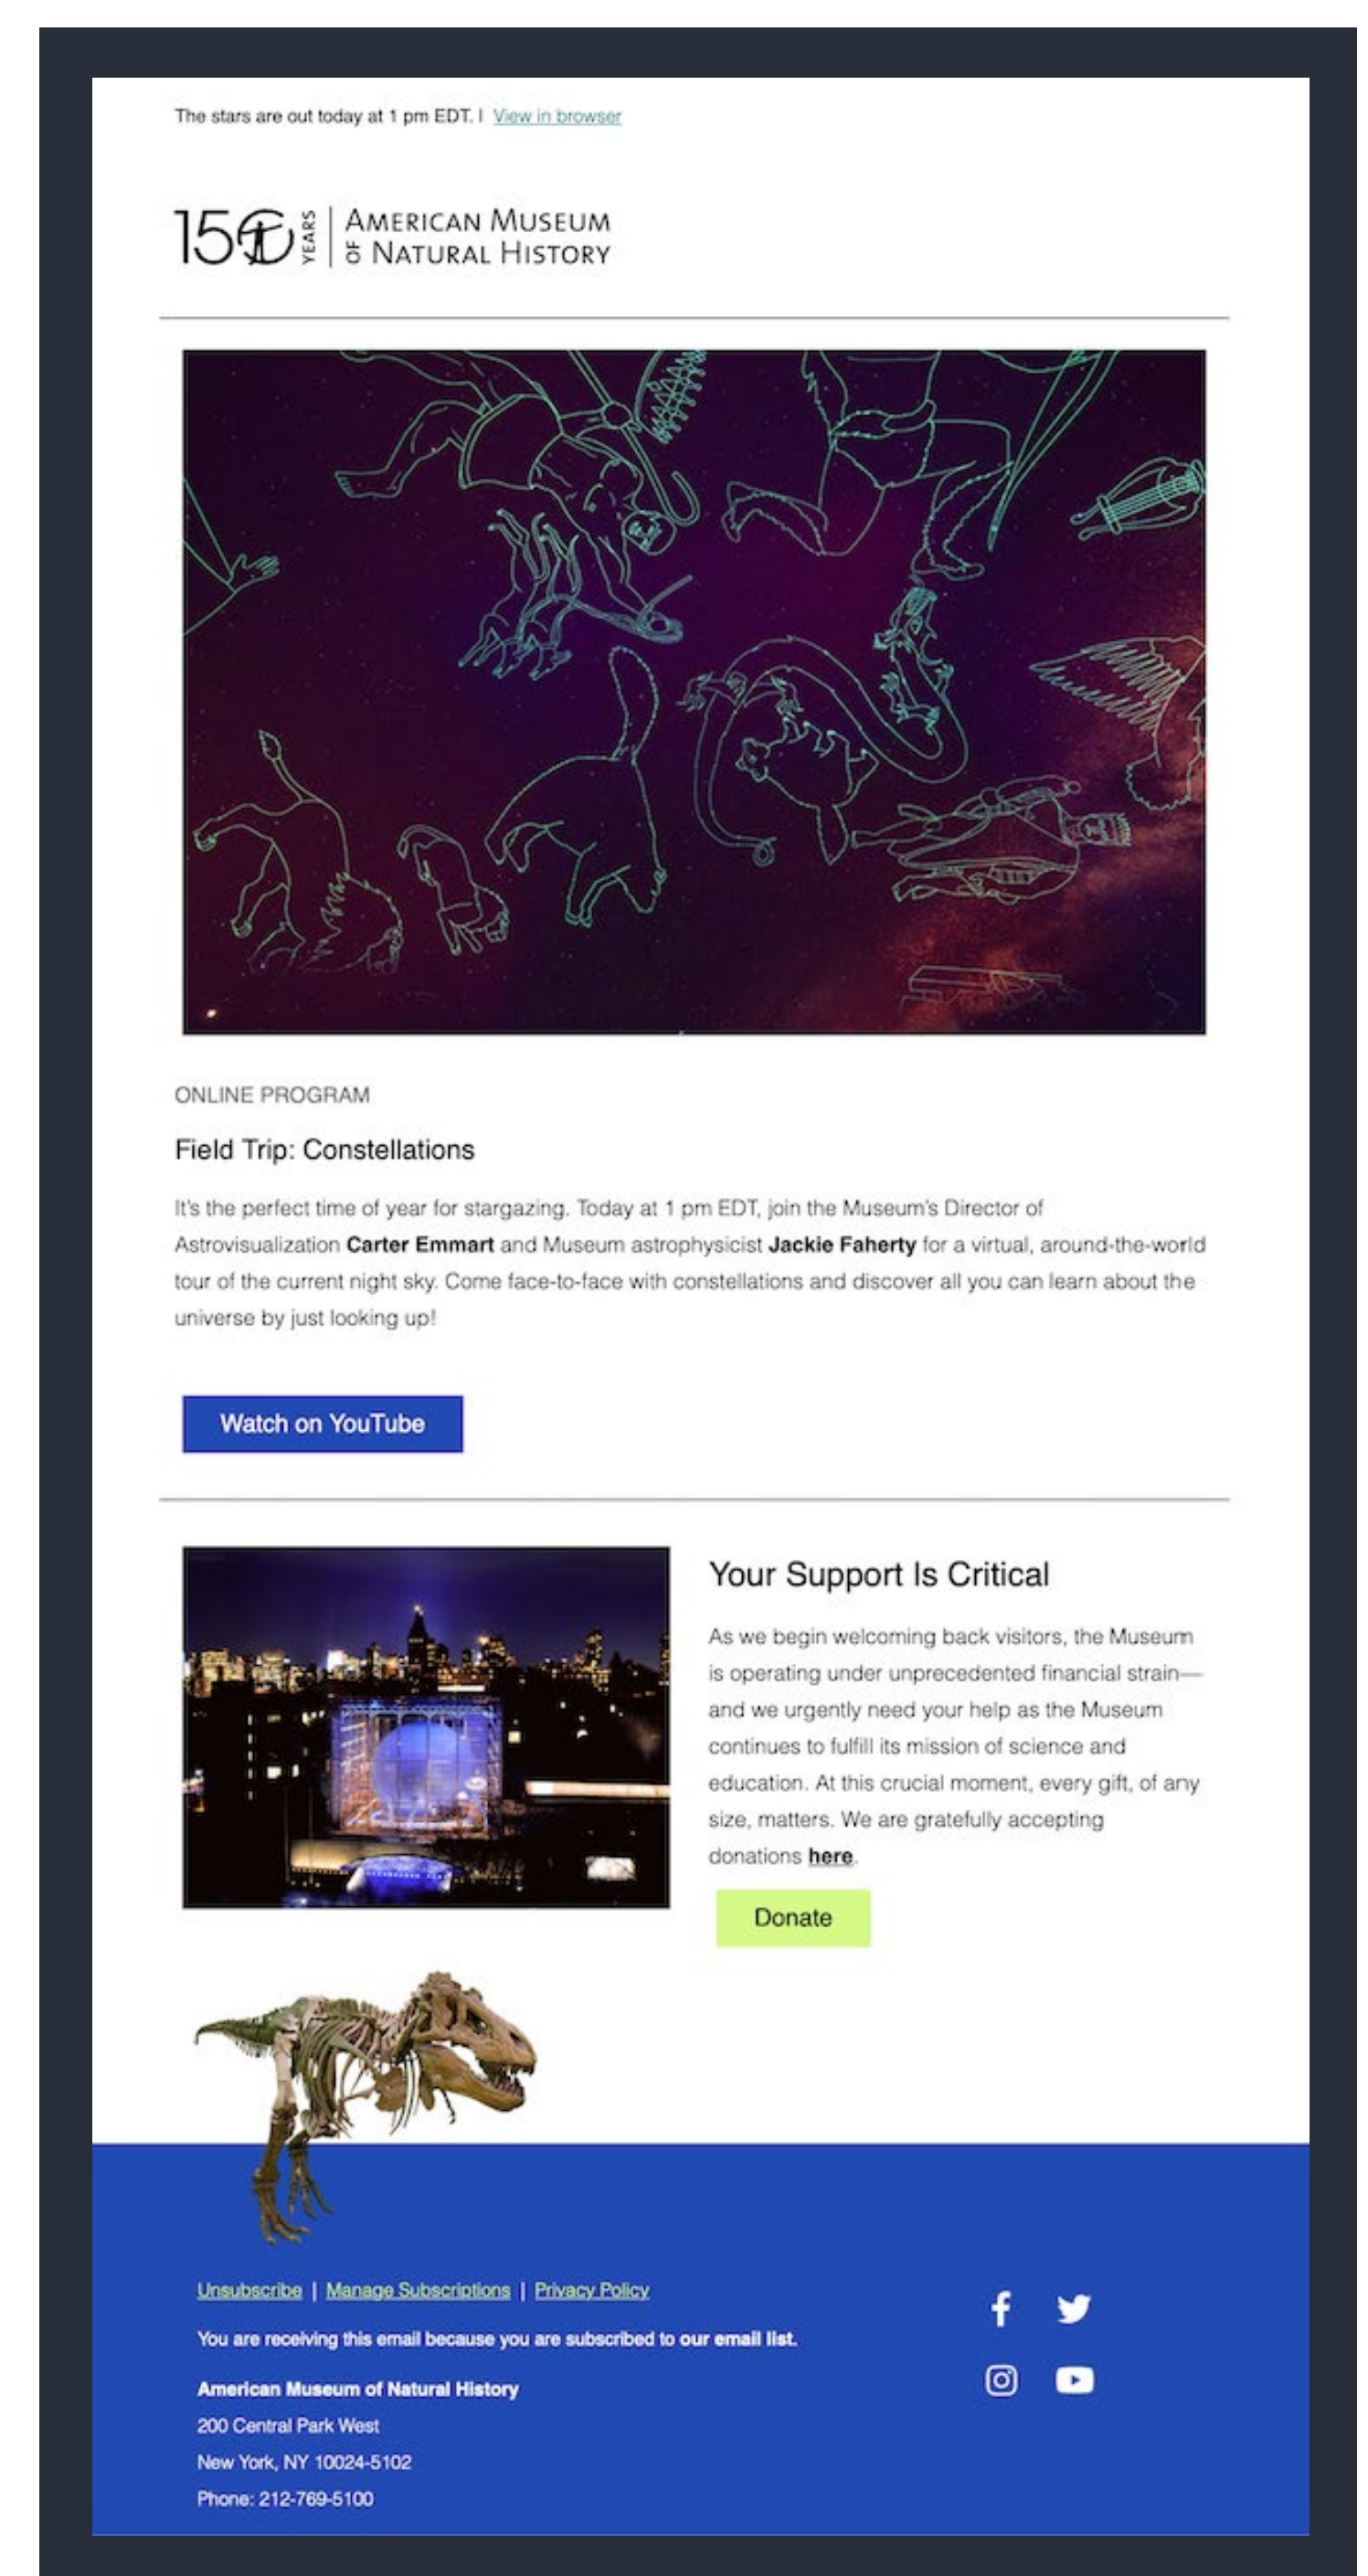 The stars are out today at 1 pm EDT. | View in browser
150 YEARS | AMERICAN MUSEUM
OF NATURAL HISTORY
ONLINE PROGRAM
Field Trip: Constellations
It's the perfect time of year for stargazing. Today at 1 pm EDT, join the Museum's Director of
Astrovisualization Carter Emmart and Museum astrophysicist Jackie Faherty for a virtual, around-the-world
tour of the current night sky. Come face-to-face with constellations and discover all you can learn about the
universe by just looking up!
Watch on YouTube
Your Support Is Critical
As we begin welcoming back visitors, the Museum
is operating under unprecedented financial strain—
and we urgently need your help as the Museum
continues to fulfill its mission of science and
education. At this crucial moment, every gift, of any
size, matters. We are gratefully accepting
donations here.
Donate
Unsubscribe | Manage Subscriptions | Privacy Policy
You are receiving this email because you are subscribed to our email list.
American Museum of Natural History
200 Central Park West
New York, NY 10024-5102
Phone: 212-769-5100